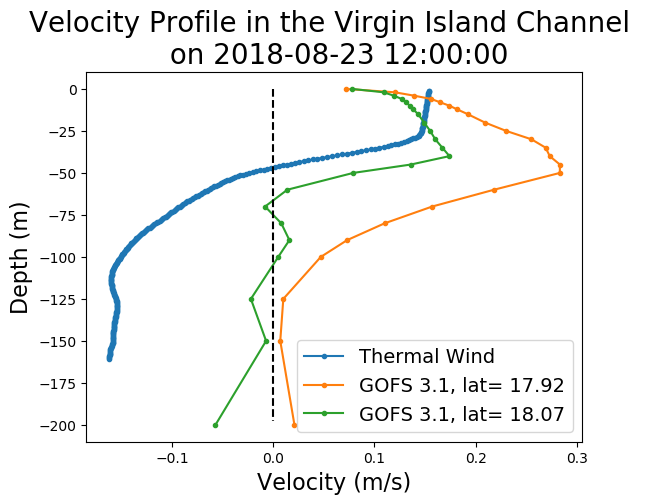 Velocity Profile in the Virgin Island Channel
on 2018-08-23 12:00:00
0
−25
−50
−75
−100
−125
−150
−175
−200
Depth (m)
Thermal Wind
GOFS 3.1, lat= 17.92
GOFS 3.1, lat= 18.07
−0.1
0.0
0.1
0.2
0.3
Velocity (m/s)